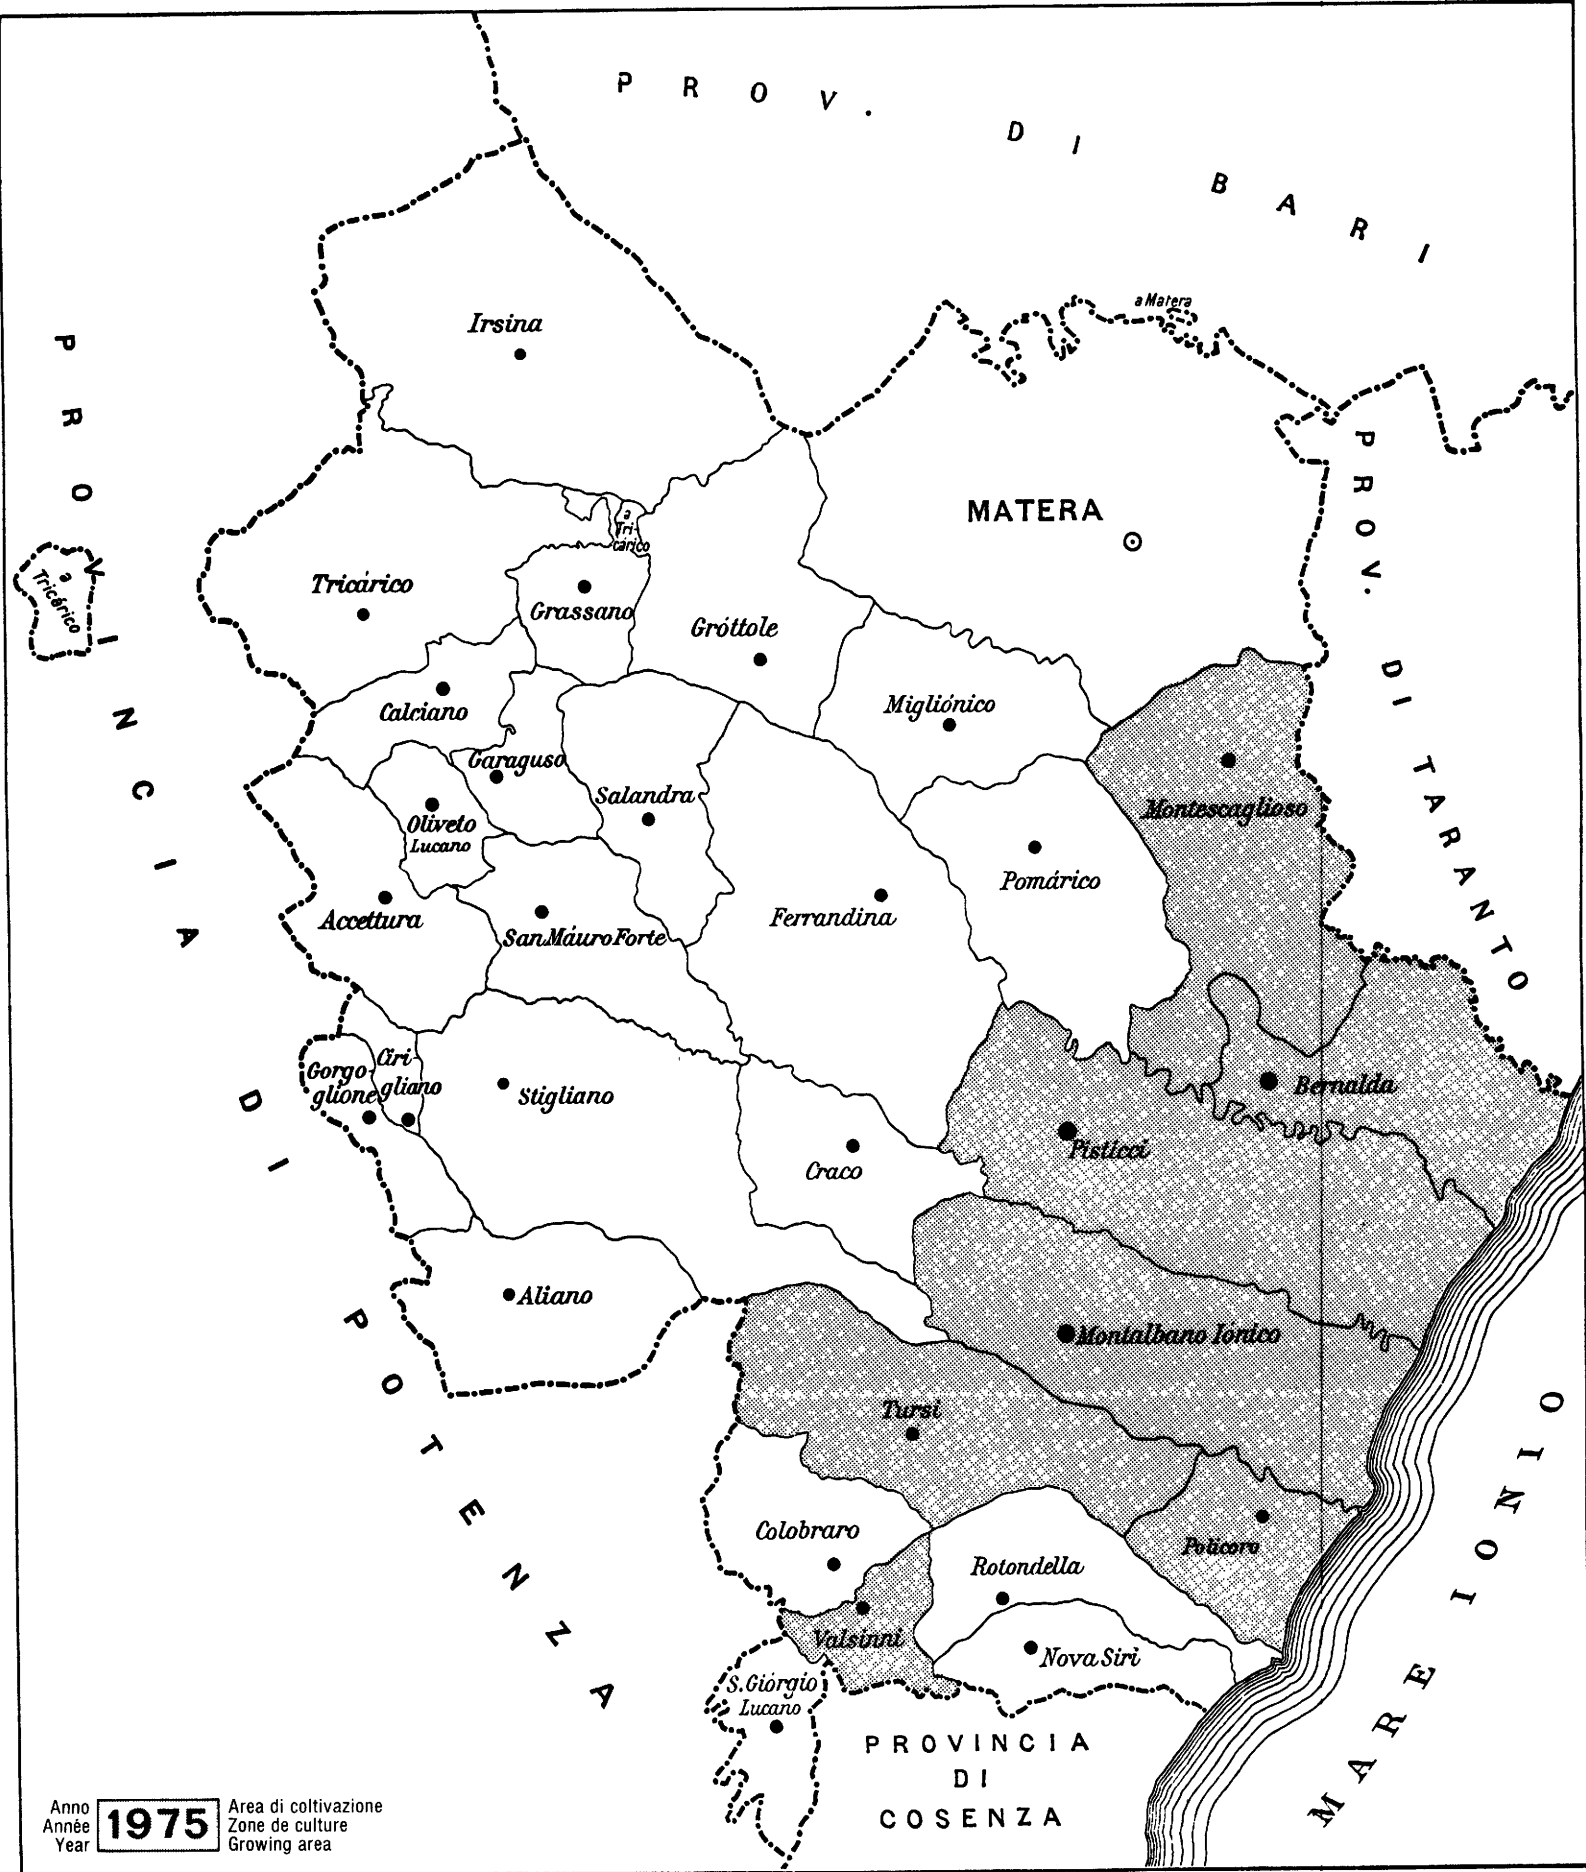 PROV. DI BARI
a Matera
Irsina
PROVINCIA DI POTENZA
PROV. DI TARANTO
MATERA
a
Tri-
cárico
a
Tricárico
Tricárico
Grassano
Gróttole
Calciano
Migliónico
Garaguso
Salandra
Montescaglioso
Oliveto
Lucano
Pomárico
Accettura
San Máuro Forte
Ferrandina
Gorgo-
glione
Ciri-
gliano
Stigliano
Bernalda
Pisticci
Craco
Aliano
Montalbano Iónico
Tursi
MARE IONIO
Colobraro
Policoro
Rotondella
Valsinni
Nova Siri
S. Giórgio
Lucano
PROVINCIA
DI
COSENZA
Anno
Année
Year
1975
Area di coltivazione
Zone de culture
Growing area